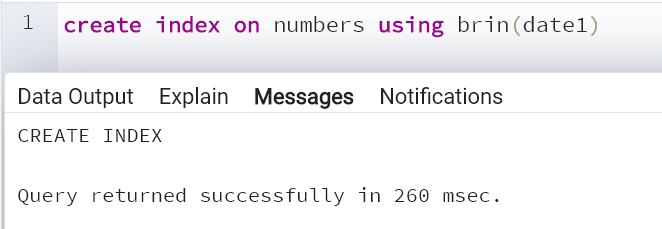 1 create index on numbers using brin(date1)
Data Output Explain Messages Notifications
CREATE INDEX
Query returned successfully in 260 msec.